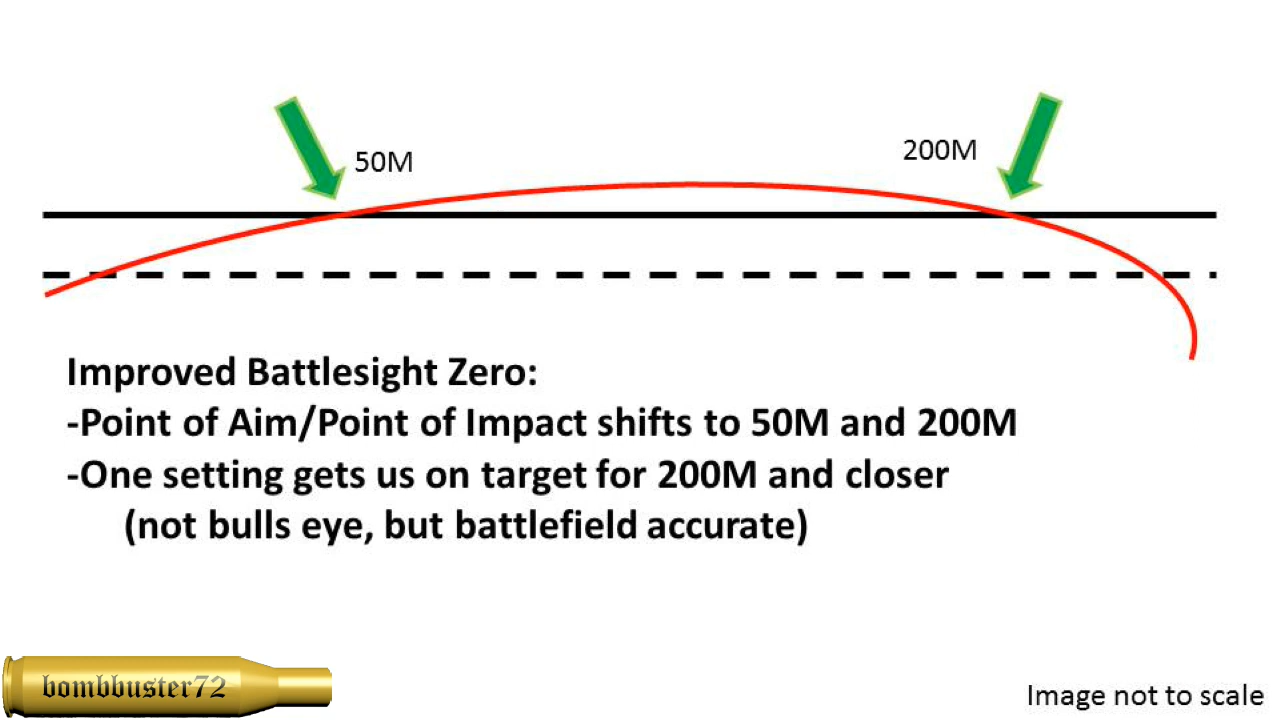 50M
200M
Improved Battlesight Zero:
-Point of Aim/Point of Impact shifts to 50M and 200M
-One setting gets us on target for 200M and closer
(not bulls eye, but battlefield accurate)
bombbuster72
Image not to scale